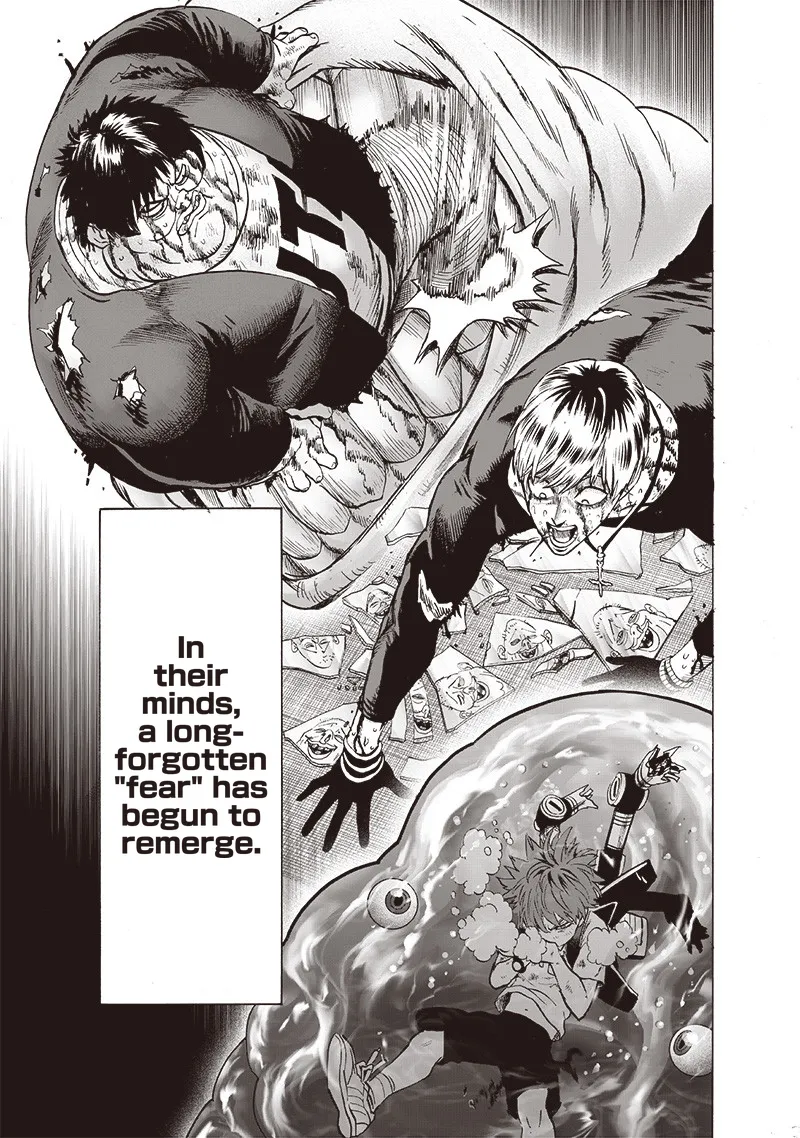 In
their
minds,
a long-
forgotten
"fear" has
begun to
remerge.